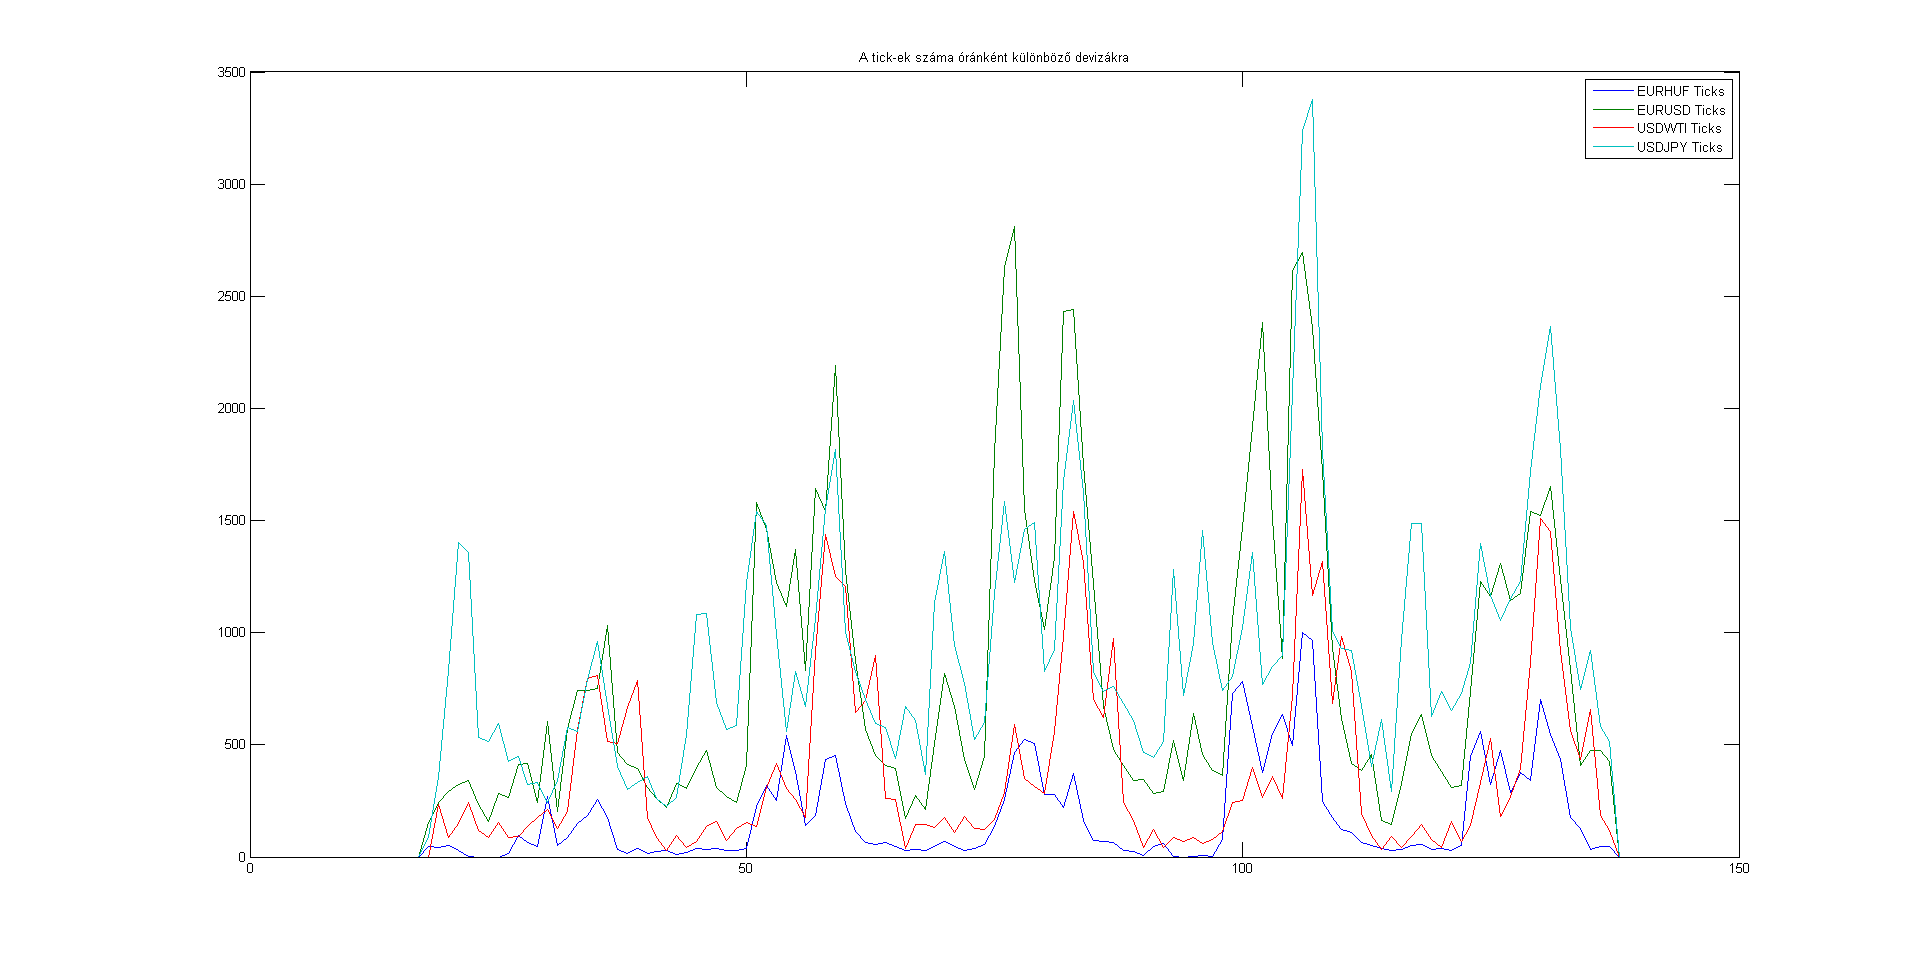 A tick-ek száma óránként különböző devizákra
3500
3000
2500
2000
1500
1000
500
0
0 50 100 150
EURHUF Ticks
EURUSD Ticks
USDWTI Ticks
USDJPY Ticks